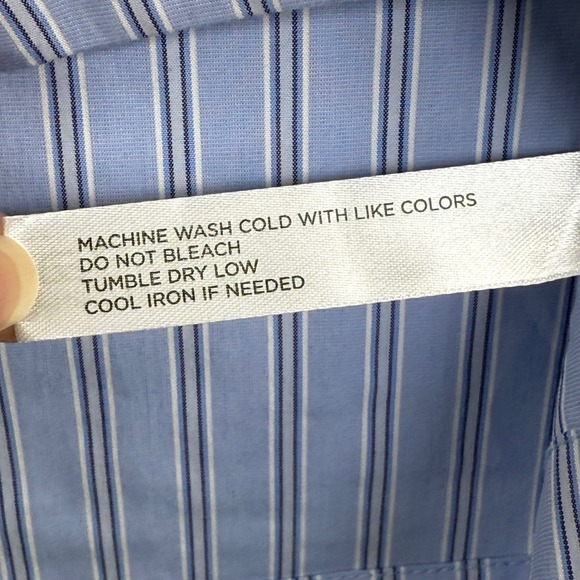 MACHINE WASH COLD WITH LIKE COLORS
DO NOT BLEACH
TUMBLE DRY LOW
COOL IRON IF NEEDED